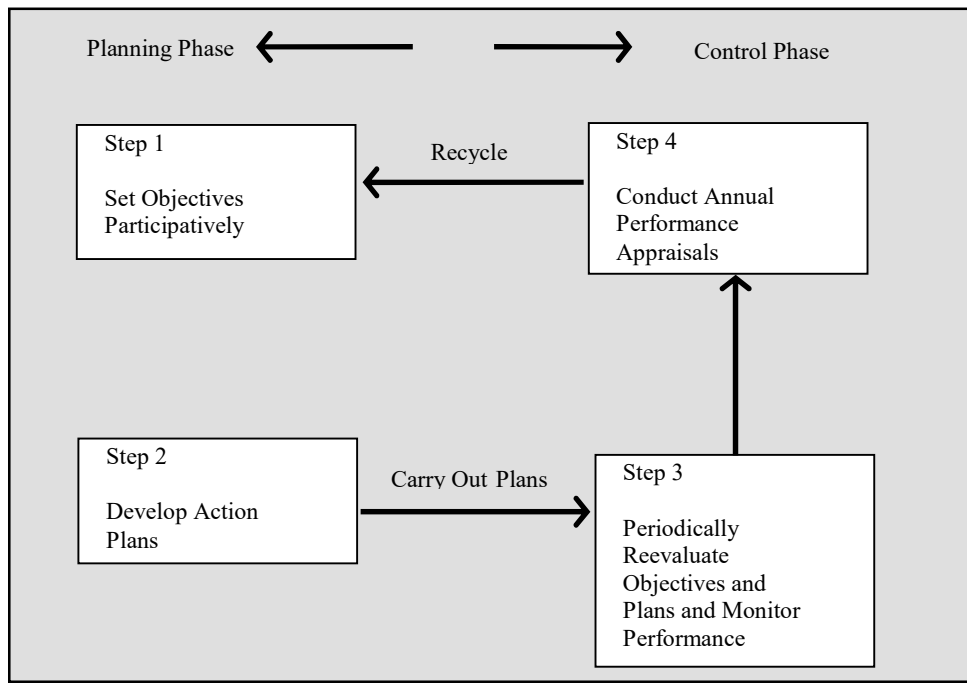 Planning Phase
Control Phase
Step 1
Set Objectives
Participatively
Recycle
Step 4
Conduct Annual
Performance
Appraisals
Step 2
Develop Action
Plans
Carry Out Plans
Step 3
Periodically
Reevaluate
Objectives and
Plans and Monitor
Performance